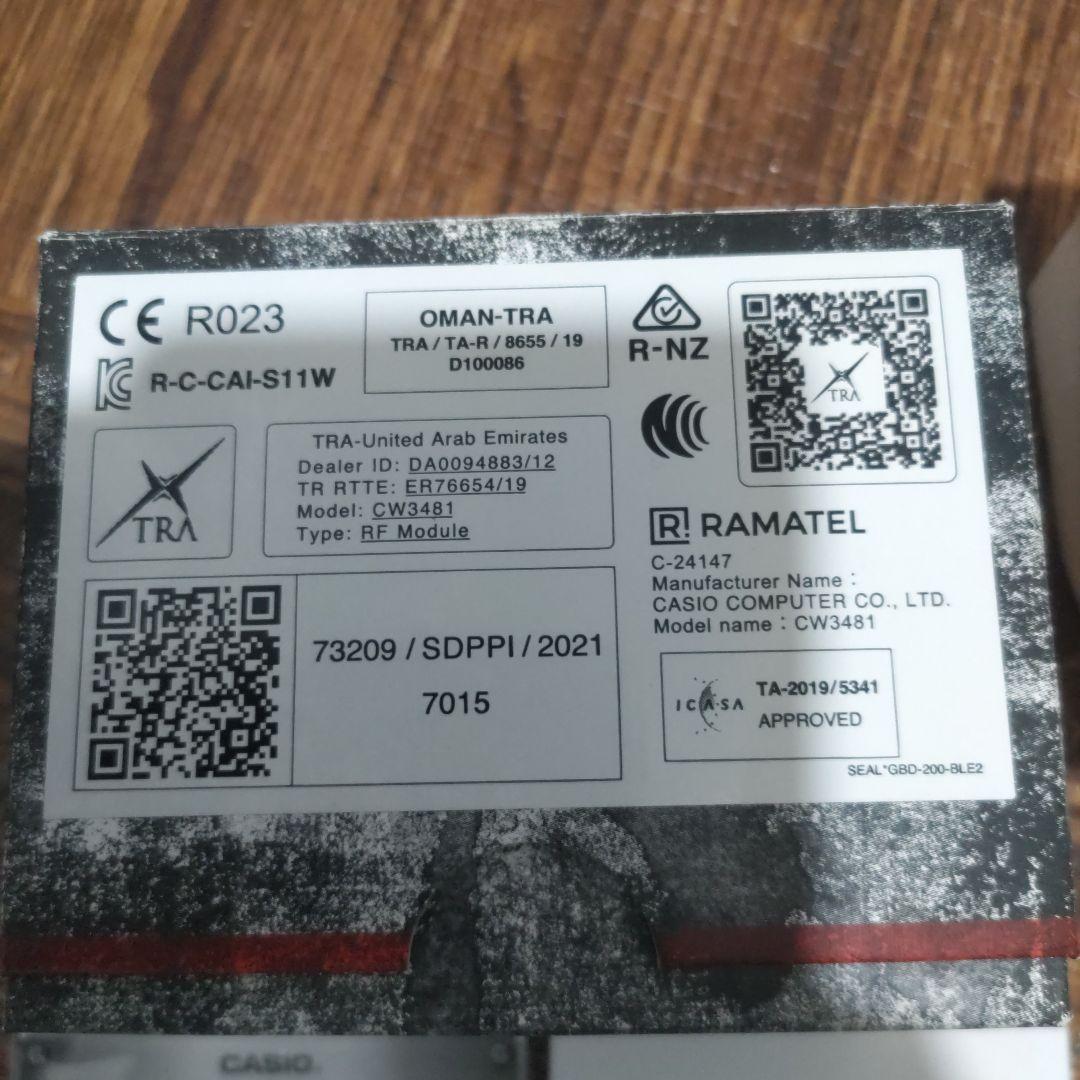 CE R023
R-C-CAI-S11W
OMAN-TRA
TRA / TA-R / 8655 / 19
D100086
R-NZ
TRA
TRA
TRA-United Arab Emirates
Dealer ID: DA0094883/12
TR RTTE: ER76654/19
Model: CW3481
Type: RF Module
R! RAMATEL
C-24147
Manufacturer Name :
CASIO COMPUTER CO., LTD.
Model name : CW3481
73209 / SDPPI / 2021
7015
ICASA
TA-2019/5341
APPROVED
SEAL*GBD-200-BLE2
CASIO.